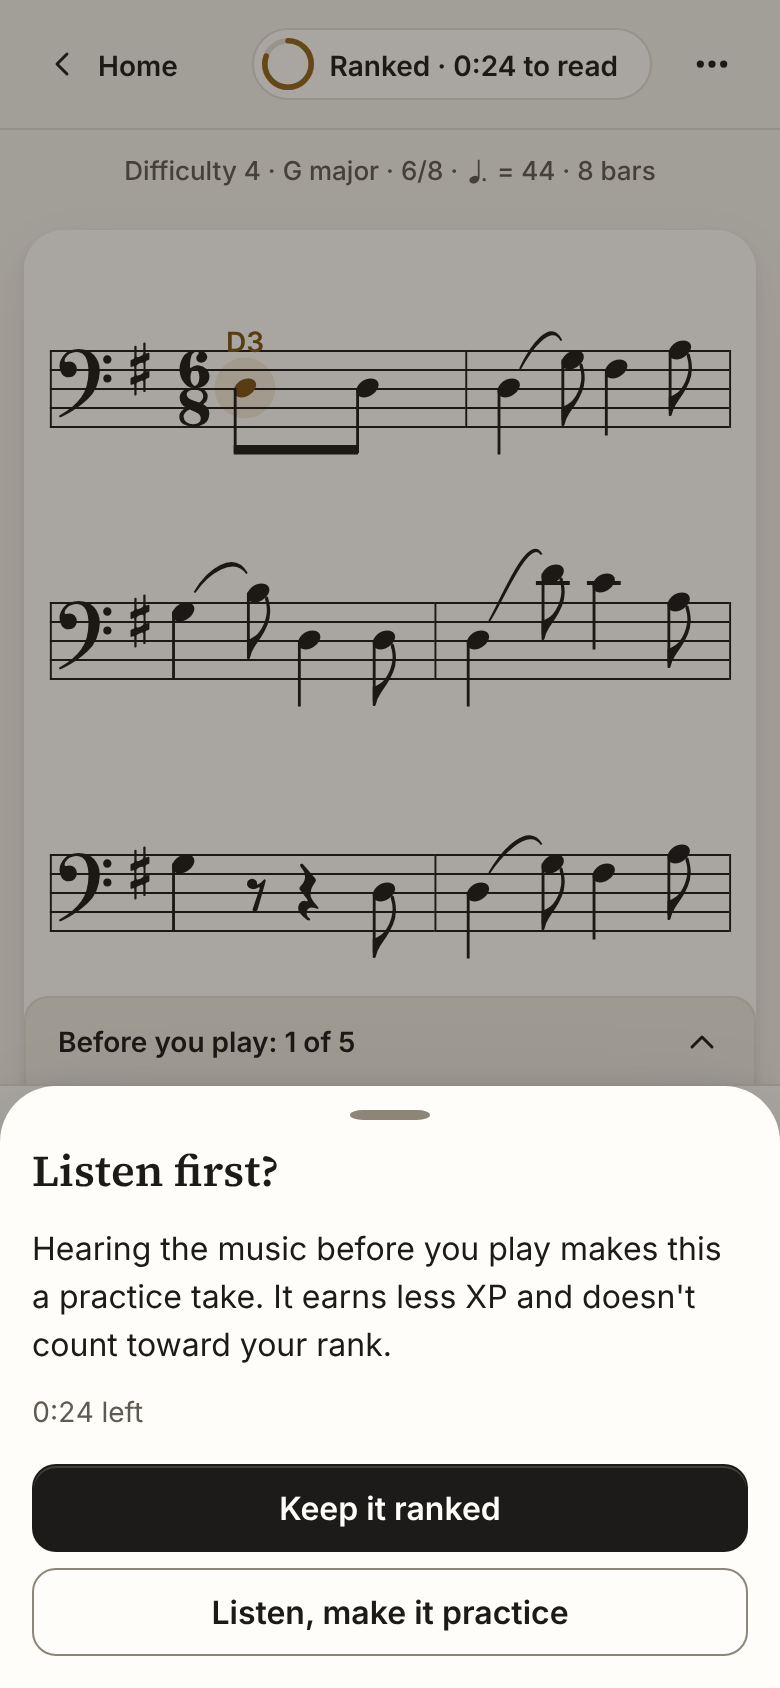 Home
Ranked · 0:24 to read
Difficulty 4 · G major · 6/8 · ♩. = 44 · 8 bars
D3
6
8
Before you play: 1 of 5
Listen first?
Hearing the music before you play makes this
a practice take. It earns less XP and doesn't
count toward your rank.
0:24 left
Keep it ranked
Listen, make it practice